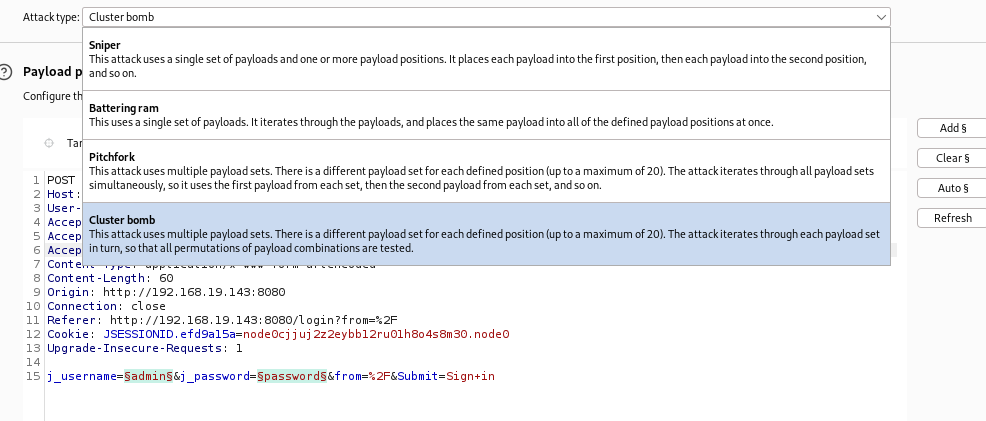 Attack type: Cluster bomb
Sniper
This attack uses a single set of payloads and one or more payload positions. It places each payload into the first position, then each payload into the second position,
and so on.
Payload p
Battering ram
Configure th
This uses a single set of payloads. It iterates through the payloads, and places the same payload into all of the defined payload positions at once.
Add §
Tar
Pitchfork
Clear §
This attack uses multiple payload sets. There is a different payload set for each defined position (up to a maximum of 20). The attack iterates through all payload sets
simultaneously, so it uses the first payload from each set, then the second payload from each set, and so on.
Auto §
Refresh
Cluster bomb
This attack uses multiple payload sets. There is a different payload set for each defined position (up to a maximum of 20). The attack iterates through each payload set
in turn, so that all permutations of payload combinations are tested.
1 POST
2 Host:
3 User-
4 Accep
5 Accep
6 Accep
7
8 Content-Length: 60
9 Origin: http://192.168.19.143:8080
10 Connection: close
11 Referer: http://192.168.19.143:8080/login?from=%2F
12 Cookie: JSESSIONID.efd9a15a=node0cjjuj2z2eybb12ru01h8o4s8m30.node0
13 Upgrade-Insecure-Requests: 1
14
15 j_username=§admin§&j_password=§password§&from=%2F&Submit=Sign+in